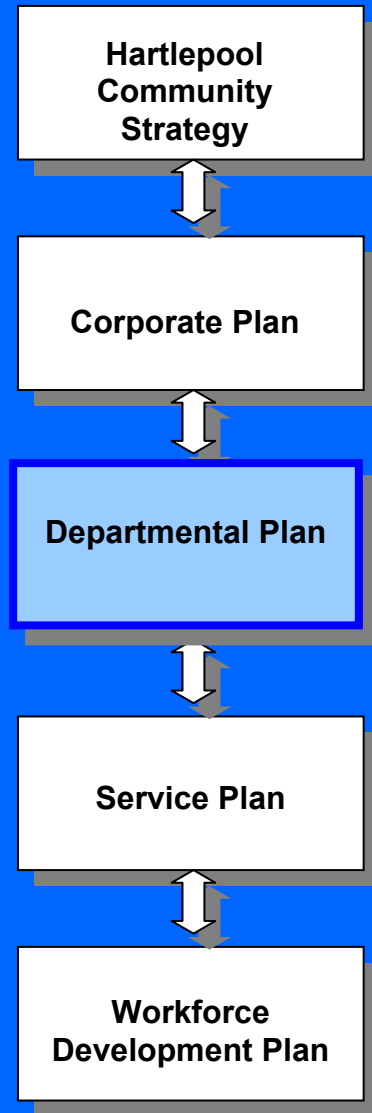 Hartlepool
Community
Strategy
Corporate Plan
Departmental Plan
Service Plan
Workforce
Development Plan